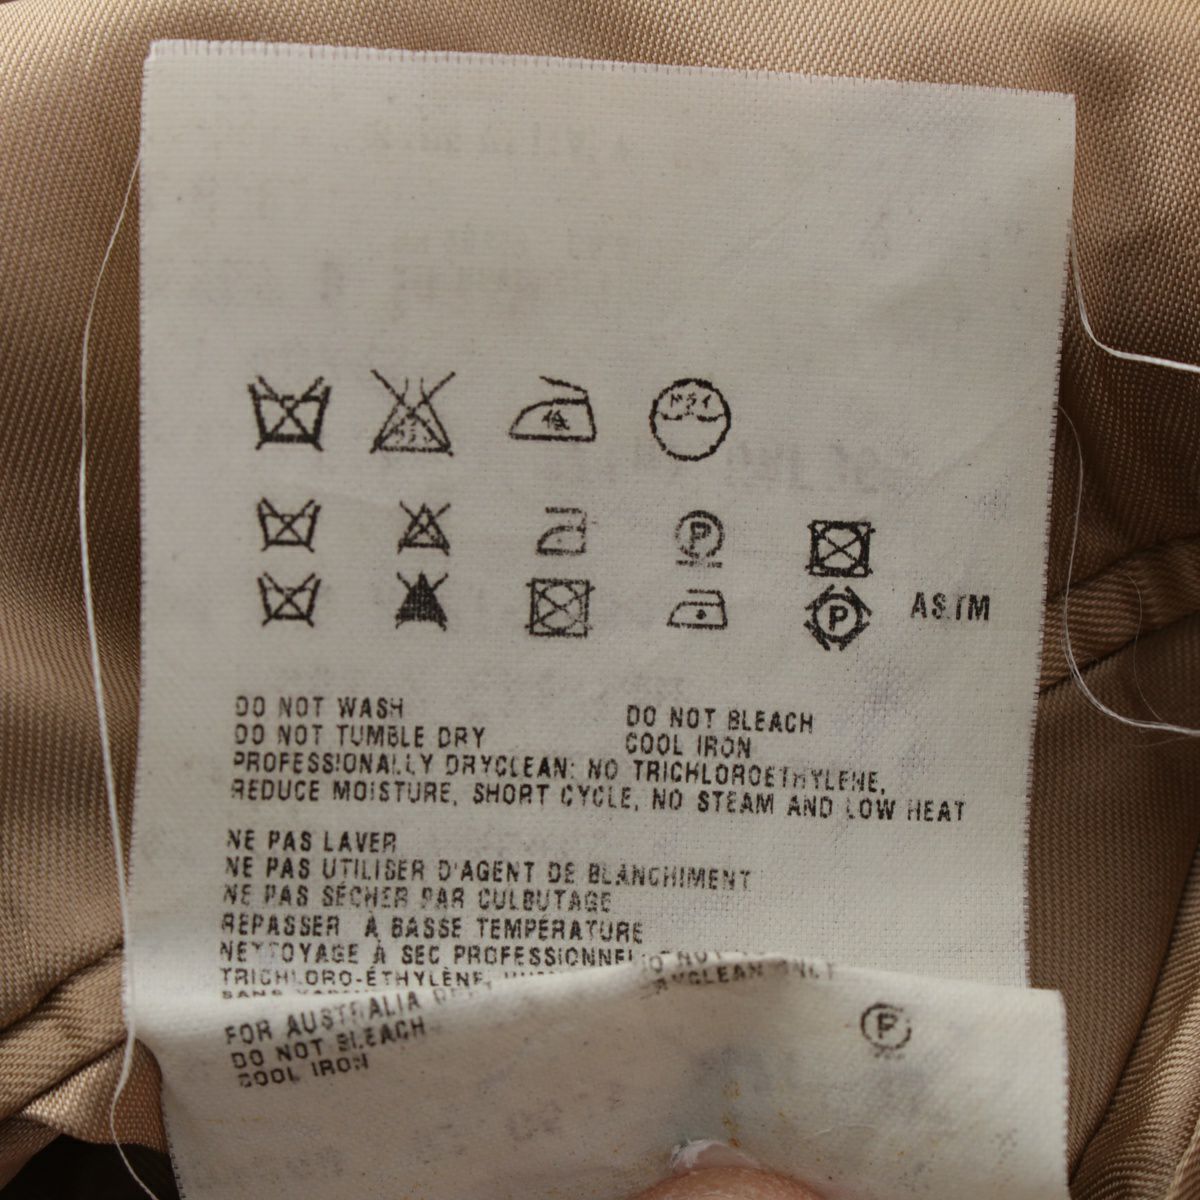 P
P
ASTM
DO NOT WASH
DO NOT BLEACH
DO NOT TUMBLE DRY
COOL IRON
PROFESSIONALLY DRYCLEAN: NO TRICHLOROETHYLENE,
REDUCE MOISTURE, SHORT CYCLE, NO STEAM AND LOW HEAT
NE PAS LAVER
NE PAS UTILISER D'AGENT DE BLANCHIMENT
NE PAS SÉCHER PAR CULBUTAGE
REPASSER À BASSE TEMPÉRATURE
NETTOYAGE À SEC PROFESSIONNEL
TRICHLORO-ÉTHYLÈNE,
FOR AUSTRALIA
DRYCLEAN ONLY
DO NOT BLEACH
COOL IRON
P